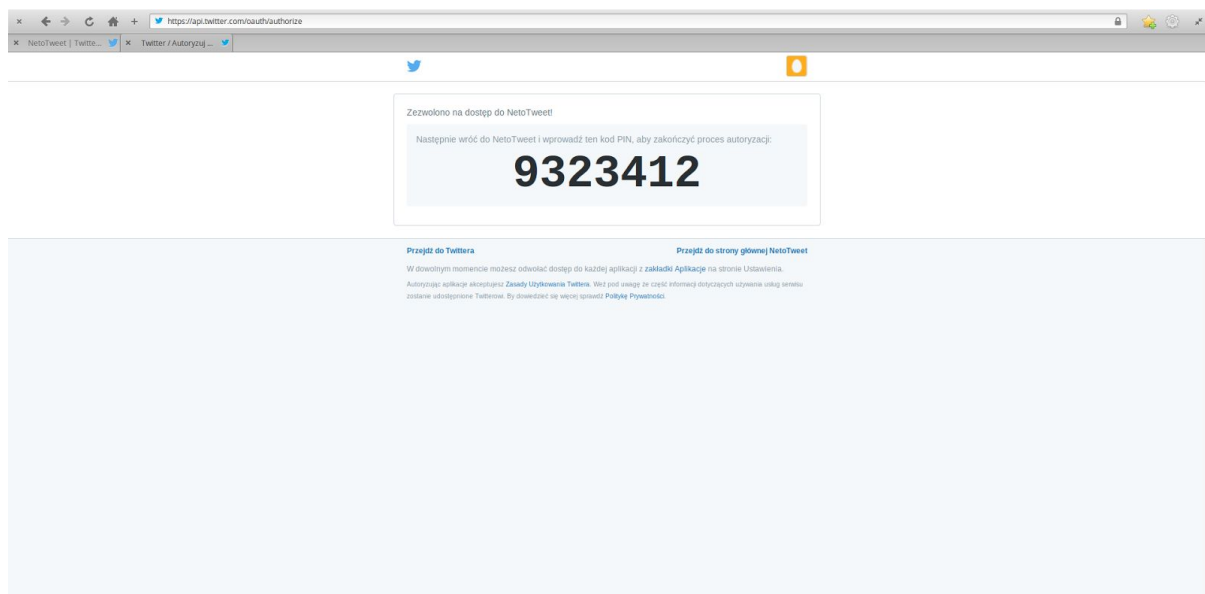 https://api.twitter.com/oauth/authorize
NetoTweet | Twitte...
Twitter / Autoryzuj ...
Zezwolono na dostęp do NetoTweet!
Następnie wróć do NetoTweet i wprowadź ten kod PIN, aby zakończyć proces autoryzacji:
9323412
Przejdź do Twittera
Przejdź do strony głównej NetoTweet
W dowolnym momencie możesz odwołać dostęp do każdej aplikacji z zakładki Aplikacje na stronie Ustawienia.
Autoryzując aplikacje akceptujesz Zasady Użytkowania Twittera. Weź pod uwagę że część informacji dotyczących używania usług serwisu
zostanie udostępnione Twitterowi. By dowiedzieć się więcej sprawdź Politykę Prywatności.